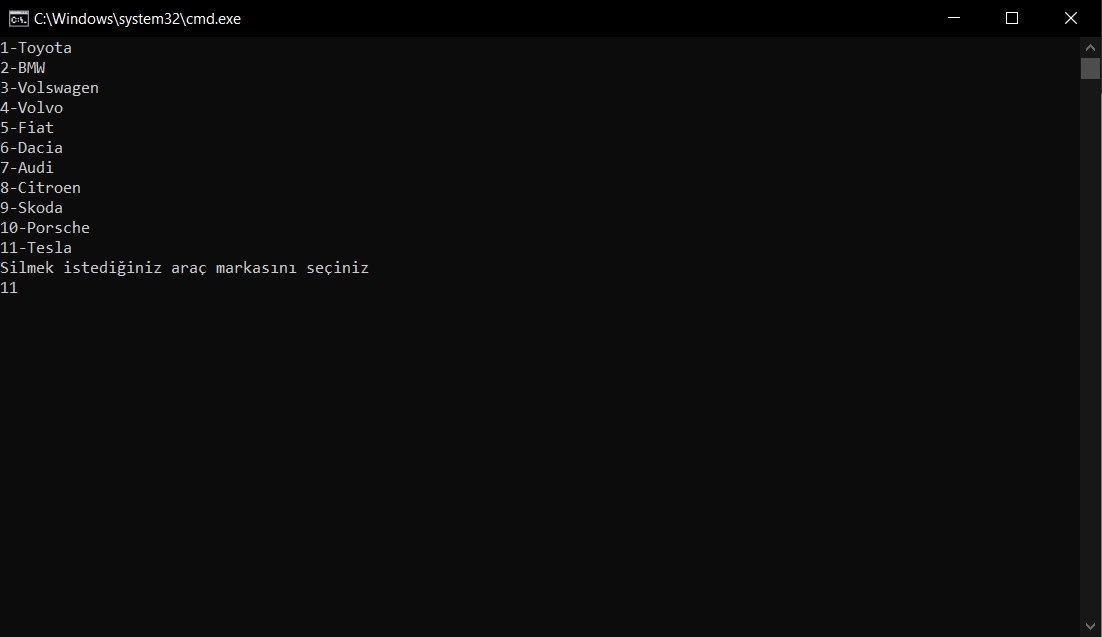 C:\Windows\system32\cmd.exe
1-Toyota
2-BMW
3-Volswagen
4-Volvo
5-Fiat
6-Dacia
7-Audi
8-Citroen
9-Skoda
10-Porsche
11-Tesla
Silmek istediğiniz araç markasını seçiniz
11